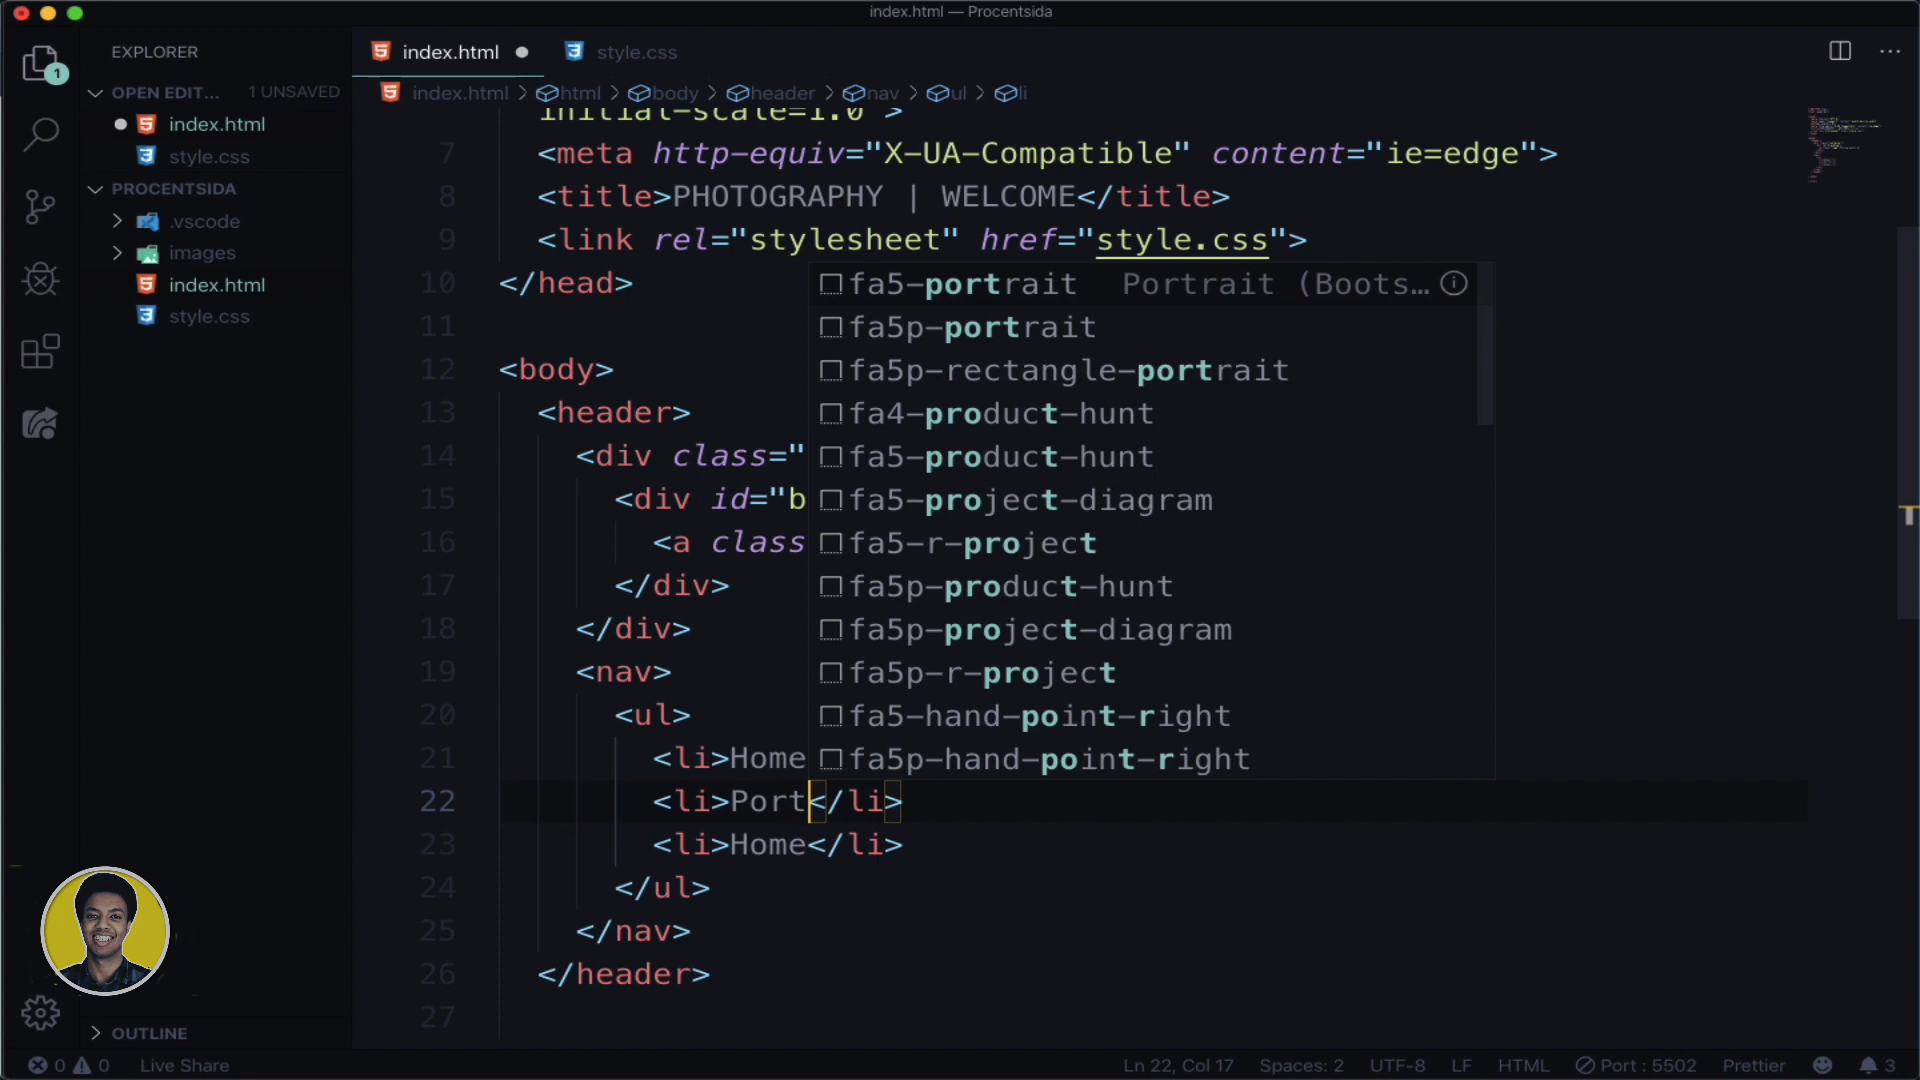 index.html — Procentsida
EXPLORER
OPEN EDIT... 1 UNSAVED
index.html
style.css
PROCENTSIDA
.vscode
images
index.html
style.css
OUTLINE
1
index.html
style.css
index.html > html > body > header > nav > ul > li
initial-scale=1.0">
7 <meta http-equiv="X-UA-Compatible" content="ie=edge">
8 <title>PHOTOGRAPHY | WELCOME</title>
9 <link rel="stylesheet" href="style.css">
10 </head>
11
12 <body>
13 <header>
14 <div class="
15 <div id="b
16 <a class
17 </div>
18 </div>
19 <nav>
20 <ul>
21 <li>Home
22 <li>Port</li>
23 <li>Home</li>
24 </ul>
25 </nav>
26 </header>
27
fa5-portrait Portrait (Boots...
fa5p-portrait
fa5p-rectangle-portrait
fa4-product-hunt
fa5-product-hunt
fa5-project-diagram
fa5-r-project
fa5p-product-hunt
fa5p-project-diagram
fa5p-r-project
fa5-hand-point-right
fa5p-hand-point-right
0 0 Live Share Ln 22, Col 17 Spaces: 2 UTF-8 LF HTML Port : 5502 Prettier 3